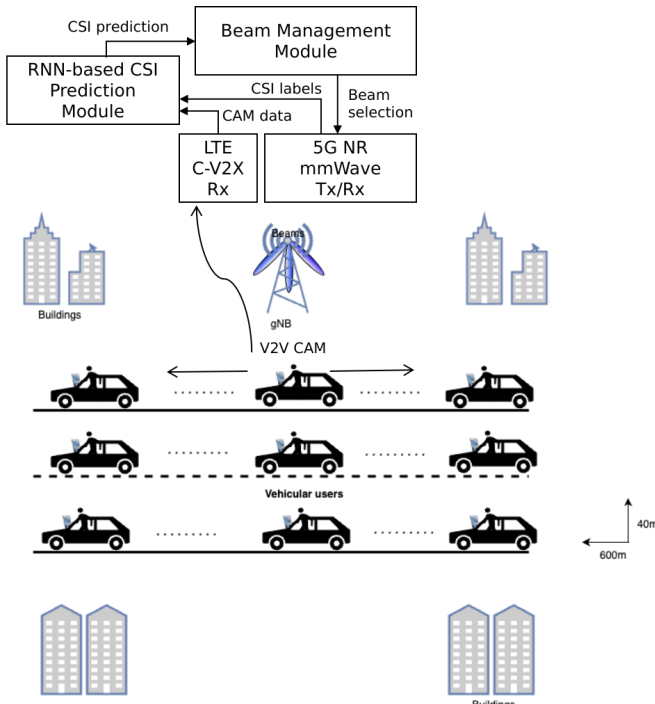 CSI prediction
Beam Management
Module
RNN-based CSI
Prediction
Module
CSI labels
Beam
selection
CAM data
LTE
C-V2X
Rx
5G NR
mmWave
Tx/Rx
Beams
Buildings
gNB
V2V CAM
Vehicular users
40m
600m
Buildings